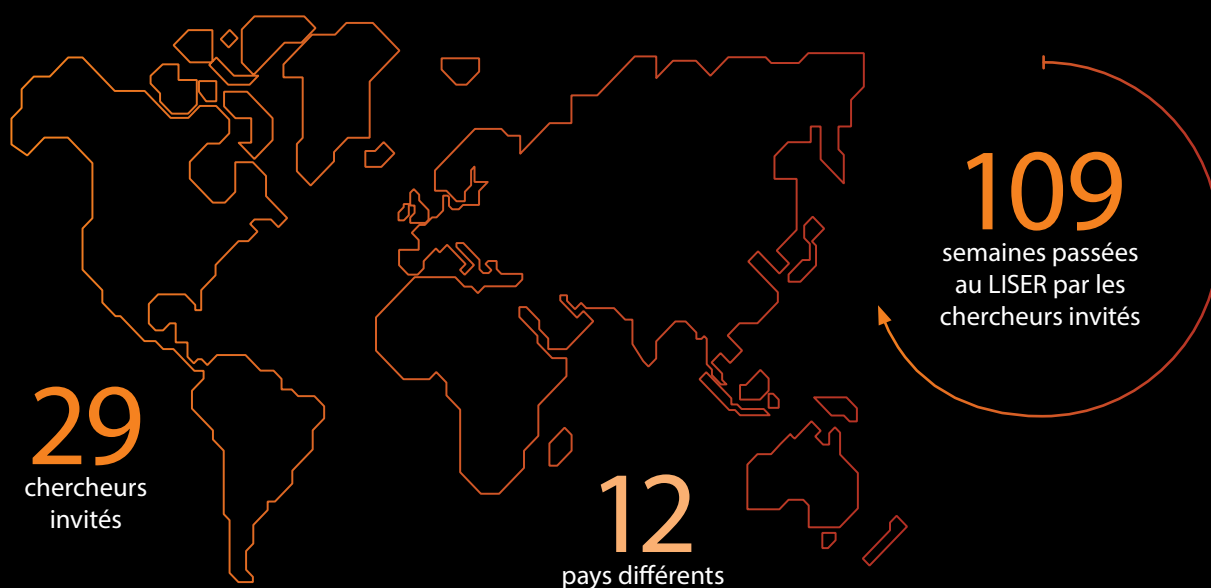 109
semaines passées
au LISER par les
chercheurs invités
29
chercheurs
invités
12
pays différents